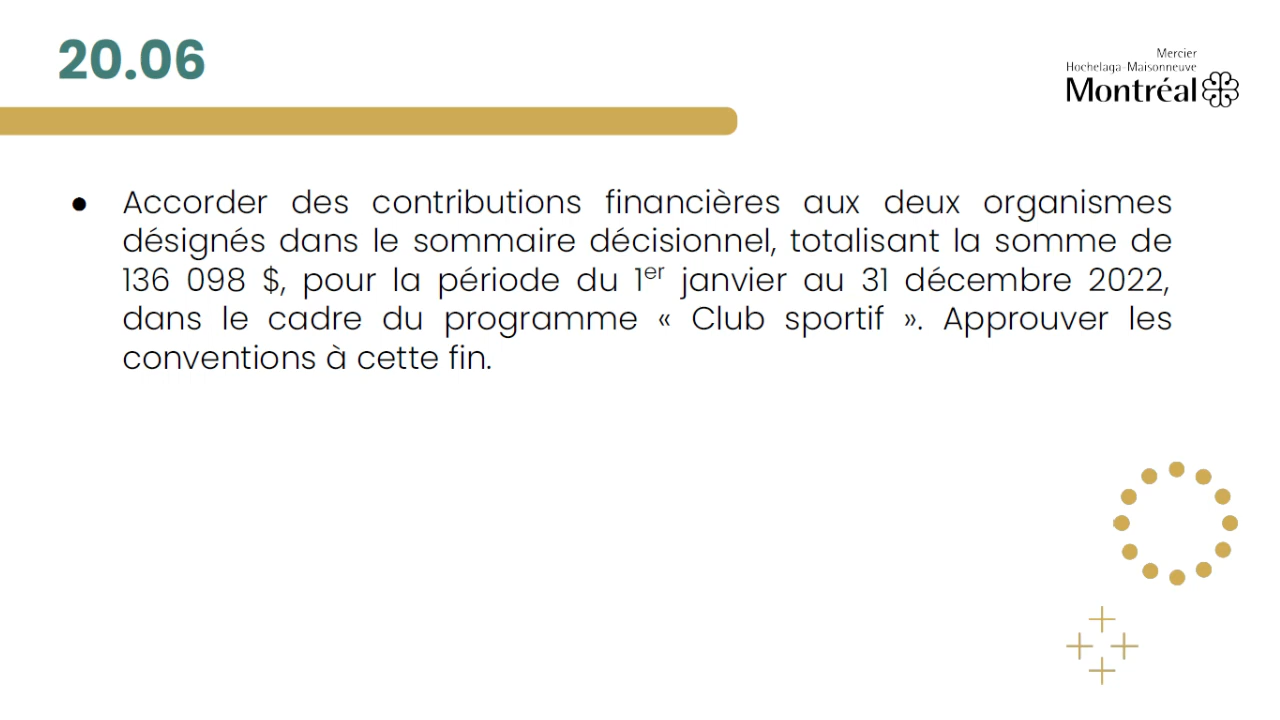 20.06
Mercier
Hochelaga-Maisonneuve
Montréal
● Accorder des contributions financières aux deux organismes
désignés dans le sommaire décisionnel, totalisant la somme de
136 098 $, pour la période du 1er janvier au 31 décembre 2022,
dans le cadre du programme « Club sportif ». Approuver les
conventions à cette fin.